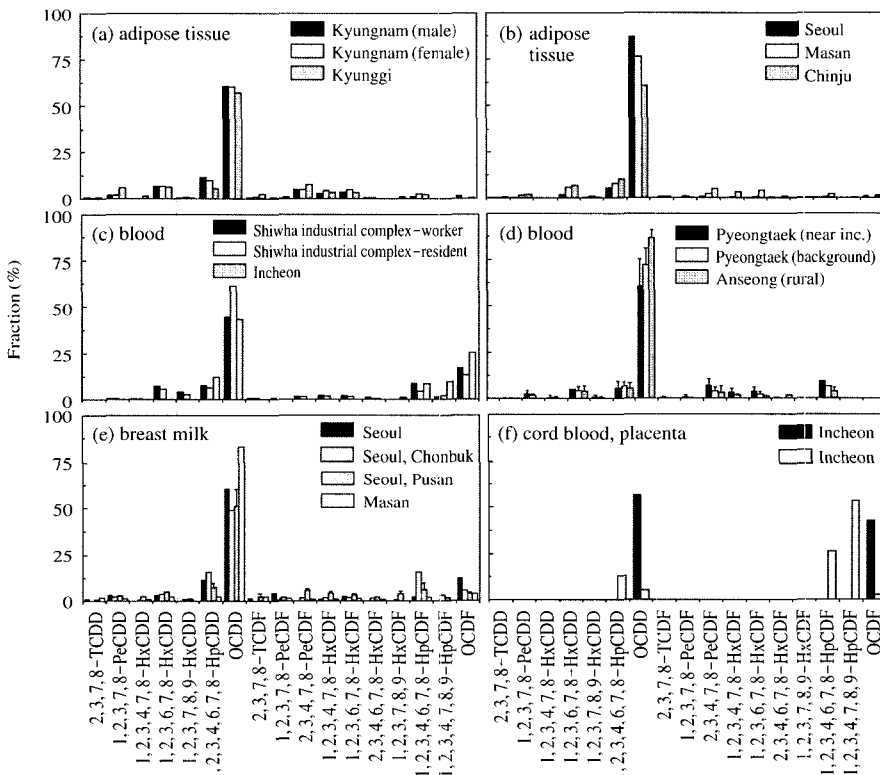 (a) adipose tissue
Kyungnam (male)
Kyungnam (female)
Kyunggi
(b) adipose
tissue
Seoul
Masan
Chinju
100
75
50
25
0
(c) blood
Shiwha industrial complex-worker
Shiwha industrial complex-resident
Incheon
(d) blood
Pyeongtaek (near inc.)
Pyeongtaek (background)
Anseong (rural)
100
75
50
25
0
Fraction (%)
(e) breast milk
Seoul
Seoul, Chonbuk
Seoul, Pusan
Masan
(f) cord blood, placenta
Incheon
Incheon
100
75
50
25
0
2,3,7,8-TCDD
1,2,3,7,8-PeCDD
1,2,3,4,7,8-HxCDD
1,2,3,6,7,8-HxCDD
1,2,3,7,8,9-HxCDD
,2,3,4,6,7,8-HpCDD
OCDD
2,3,7,8-TCDF
1,2,3,7,8-PeCDF
2,3,4,7,8-PeCDF
1,2,3,4,7,8-HxCDF
1,2,3,6,7,8-HxCDF
2,3,4,6,7,8-HxCDF
1,2,3,7,8,9-HxCDF
1,2,3,4,6,7,8-HpCDF
1,2,3,4,7,8,9-HpCDF
OCDF
2,3,7,8-TCDD
1,2,3,7,8-PeCDD
1,2,3,4,7,8-HxCDD
1,2,3,6,7,8-HxCDD
1,2,3,7,8,9-HxCDD
,2,3,4,6,7,8-HpCDD
OCDD
2,3,7,8-TCDF
1,2,3,7,8-PeCDF
2,3,4,7,8-PeCDF
1,2,3,4,7,8-HxCDF
1,2,3,6,7,8-HxCDF
2,3,4,6,7,8-HxCDF
1,2,3,7,8,9-HxCDF
1,2,3,4,6,7,8-HpCDF
1,2,3,4,7,8,9-HpCDF
OCDF